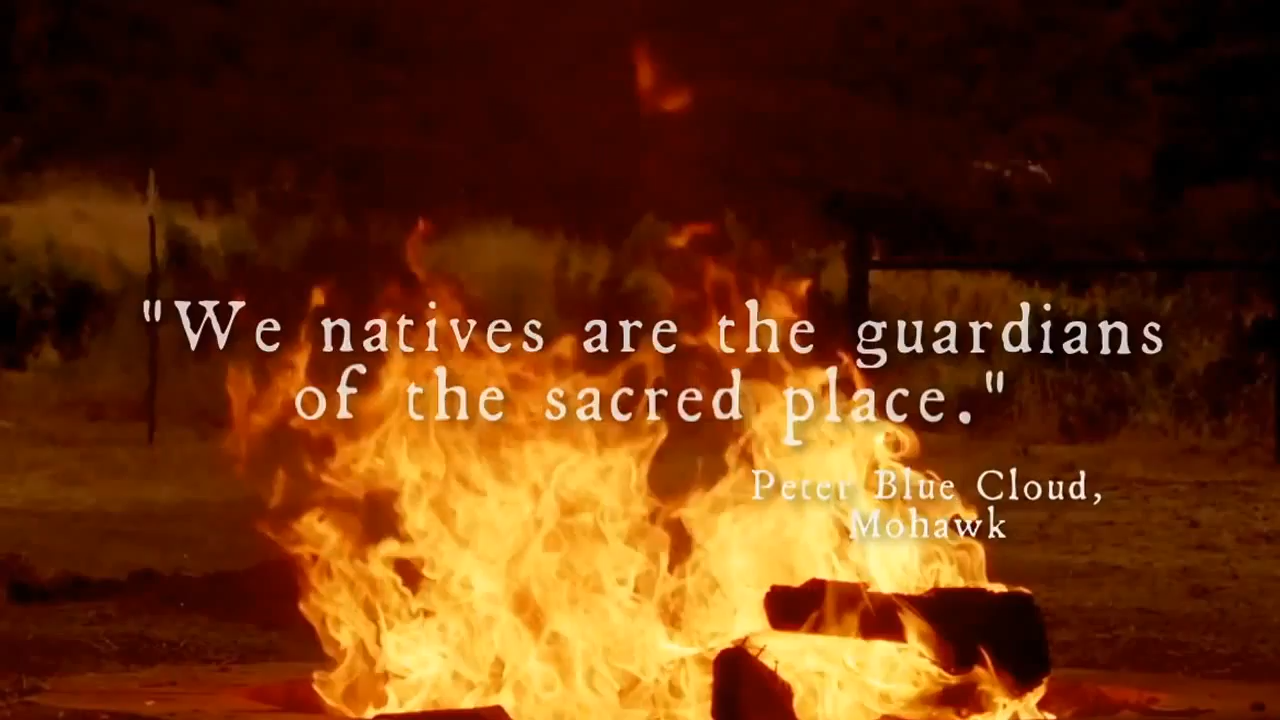 "We natives are the guardians
of the sacred place."
Peter Blue Cloud,
Mohawk